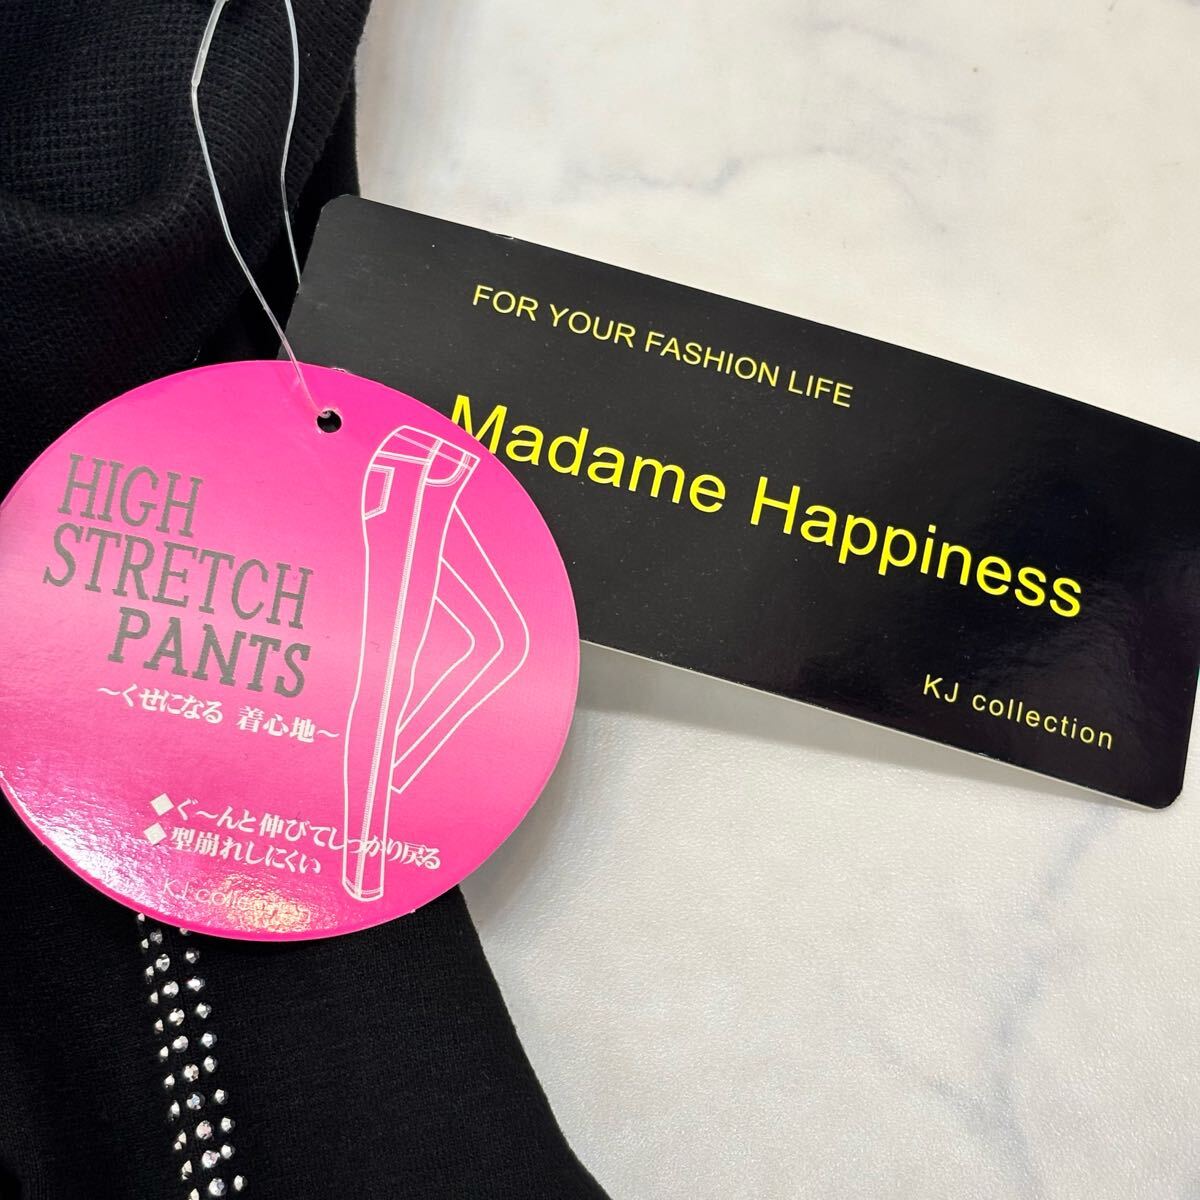 FOR YOUR FASHION LIFE
Madame Happiness
KJ collection
HIGH
STRETCH
PANTS
～くせになる 着心地～
◆ぐ～んと伸びてしっかり戻る
◆型崩れしにくい
KJ collection